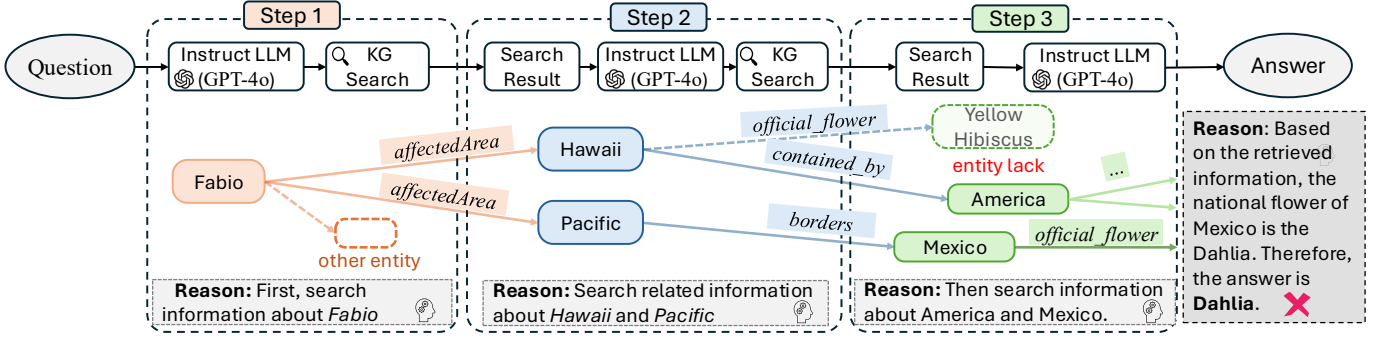 Step 1
Step 2
Step 3
Question
Instruct LLM
(GPT-4o)
KG
Search
Search
Result
Instruct LLM
(GPT-4o)
KG
Search
Search
Result
Instruct LLM
(GPT-4o)
Answer
Fabio
affectedArea
affectedArea
other entity
Hawaii
Pacific
official_flower
contained_by
borders
Yellow
Hibiscus
entity lack
America
Mexico
...
official_flower
Reason: First, search
information about Fabio
Reason: Search related information
about Hawaii and Pacific
Reason: Then search information
about America and Mexico.
Reason: Based
on the retrieved
information, the
national flower of
Mexico is the
Dahlia. Therefore,
the answer is
Dahlia.